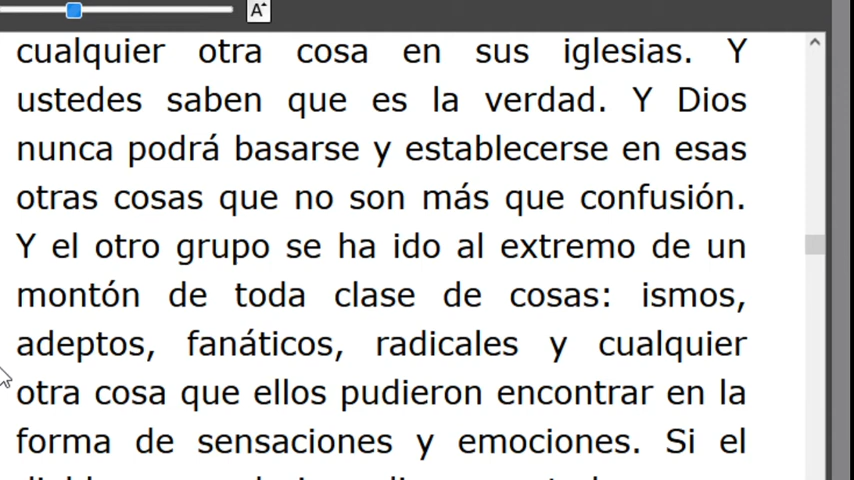 A
cualquier otra cosa en sus iglesias. Y
ustedes saben que es la verdad. Y Dios
nunca podrá basarse y establecerse en esas
otras cosas que no son más que confusión.
Y el otro grupo se ha ido al extremo de un
montón de toda clase de cosas: ismos,
adeptos, fanáticos, radicales y cualquier
otra cosa que ellos pudieron encontrar en la
forma de sensaciones y emociones. Si el